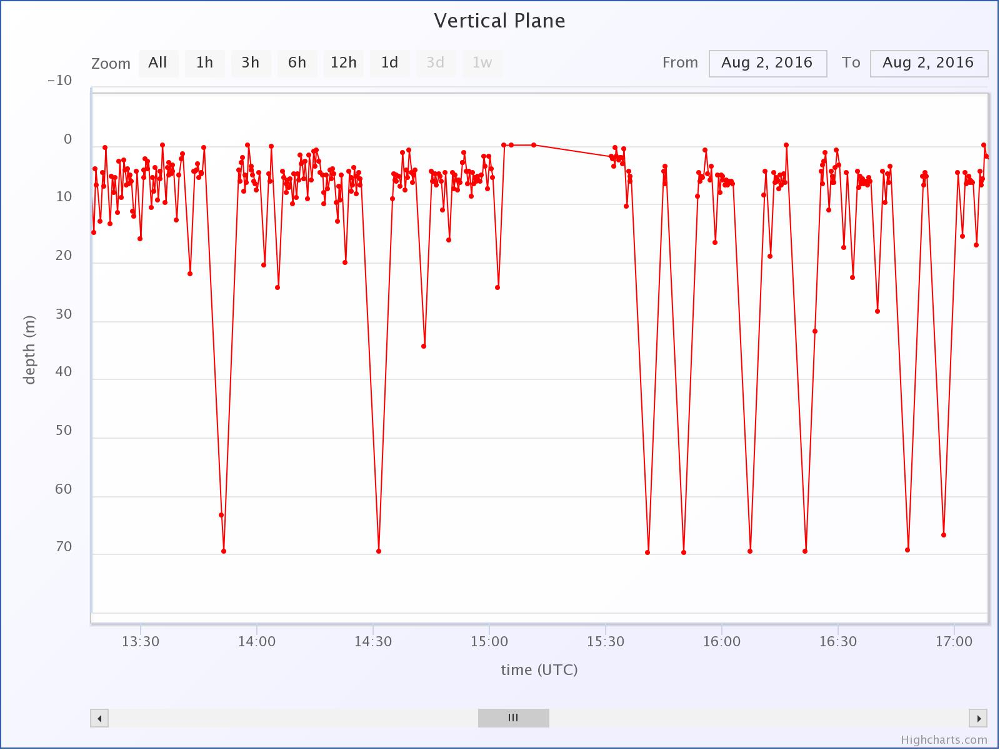 Vertical Plane
Zoom All 1h 3h 6h 12h 1d 3d 1w From Aug 2, 2016 To Aug 2, 2016
−10
0
10
20
30
40
50
60
70
depth (m)
13:30 14:00 14:30 15:00 15:30 16:00 16:30 17:00
time (UTC)
Highcharts.com